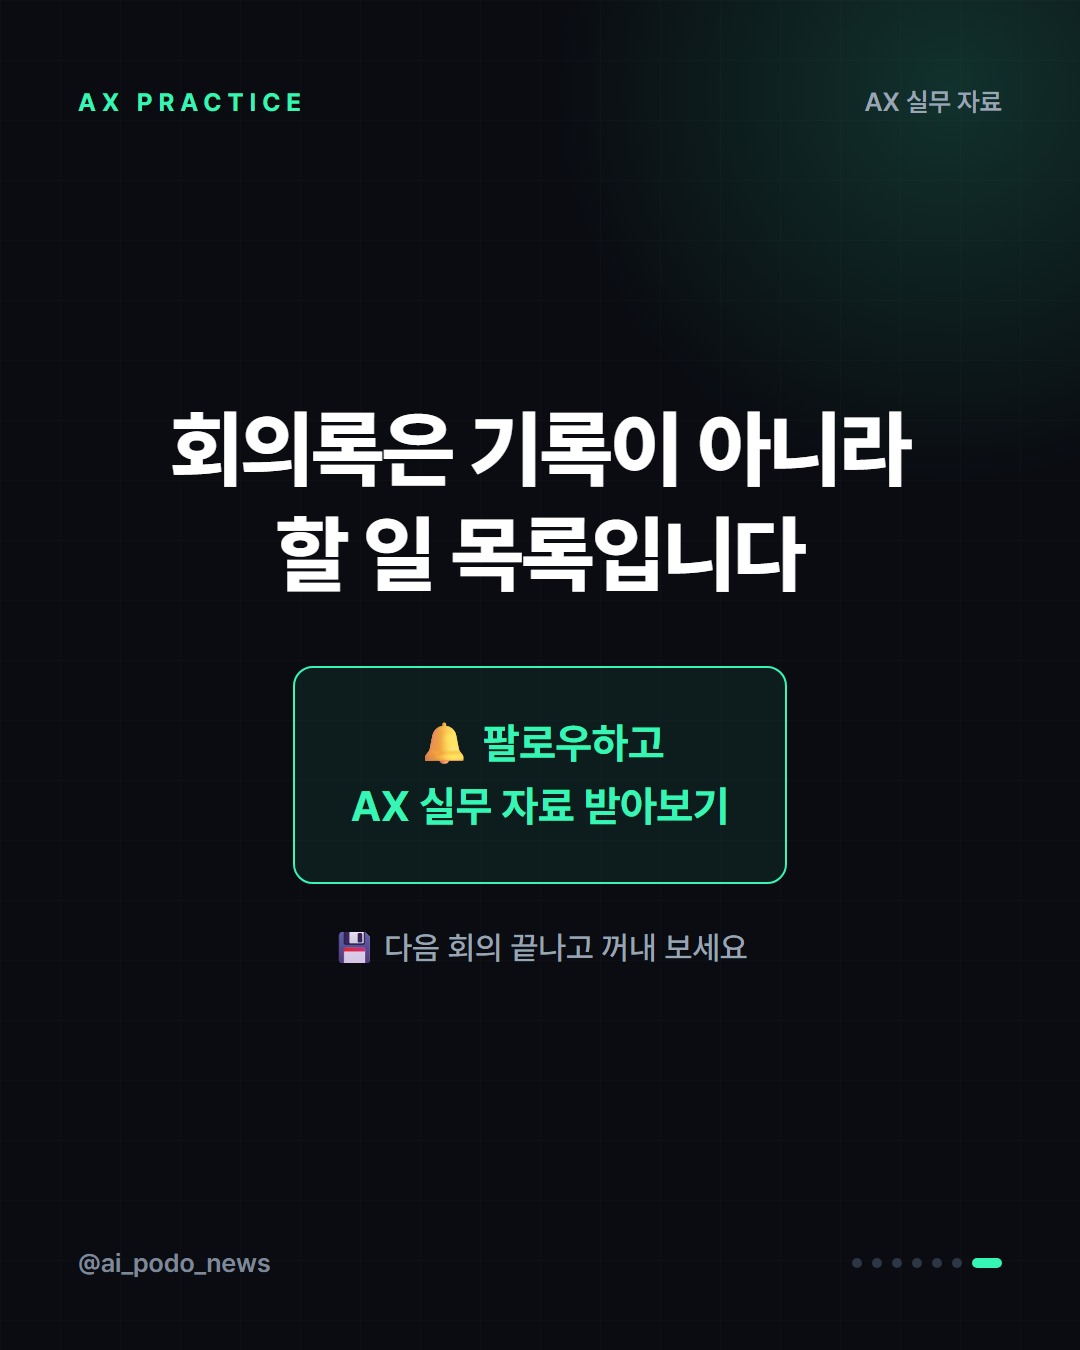 AX PRACTICE
AX 실무 자료
회의록은 기록이 아니라
할 일 목록입니다
🔔 팔로우하고
AX 실무 자료 받아보기
💾 다음 회의 끝나고 꺼내 보세요
@ai_podo_news